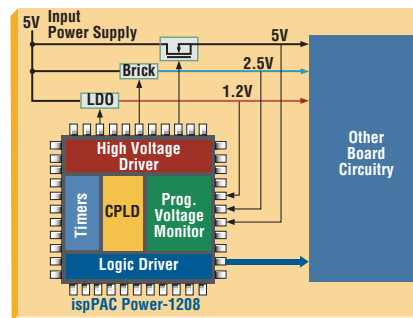 5V
Input
Power Supply
5V
Brick
2.5V
LDO
1.2V
High Voltage
Driver
Timers
CPLD
Prog.
Voltage
Monitor
Logic Driver
ispPAC Power-1208
Other
Board
Circuitry